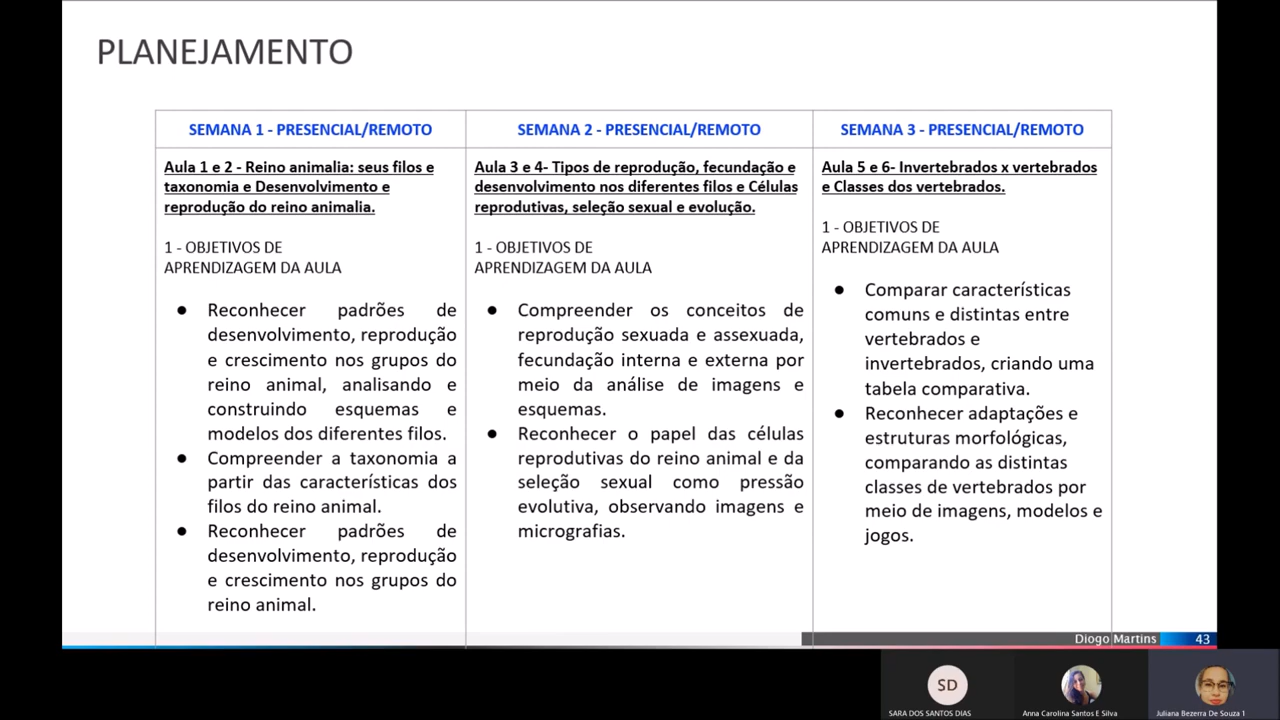 PLANEJAMENTO
SEMANA 1 - PRESENCIAL/REMOTO
Aula 1 e 2 - Reino animalia: seus filos e
taxonomia e Desenvolvimento e
reprodução do reino animalia.
1 - OBJETIVOS DE
APRENDIZAGEM DA AULA
● Reconhecer padrões de
desenvolvimento, reprodução
e crescimento nos grupos do
reino animal, analisando e
construindo esquemas e
modelos dos diferentes filos.
● Compreender a taxonomia a
partir das características dos
filos do reino animal.
● Reconhecer padrões de
desenvolvimento, reprodução
e crescimento nos grupos do
reino animal.
SEMANA 2 - PRESENCIAL/REMOTO
Aula 3 e 4- Tipos de reprodução, fecundação e
desenvolvimento nos diferentes filos e Células
reprodutivas, seleção sexual e evolução.
1 - OBJETIVOS DE
APRENDIZAGEM DA AULA
● Compreender os conceitos de
reprodução sexuada e assexuada,
fecundação interna e externa por
meio da análise de imagens e
esquemas.
● Reconhecer o papel das células
reprodutivas do reino animal e da
seleção sexual como pressão
evolutiva, observando imagens e
micrografias.
SEMANA 3 - PRESENCIAL/REMOTO
Aula 5 e 6- Invertebrados x vertebrados
e Classes dos vertebrados.
1 - OBJETIVOS DE
APRENDIZAGEM DA AULA
● Comparar características
comuns e distintas entre
vertebrados e
invertebrados, criando uma
tabela comparativa.
● Reconhecer adaptações e
estruturas morfológicas,
comparando as distintas
classes de vertebrados por
meio de imagens, modelos e
jogos.
Diogo Martins 43
SD
SARA DOS SANTOS DIAS
Anna Carolina Santos E Silva
Juliana Bezerra De Souza 1